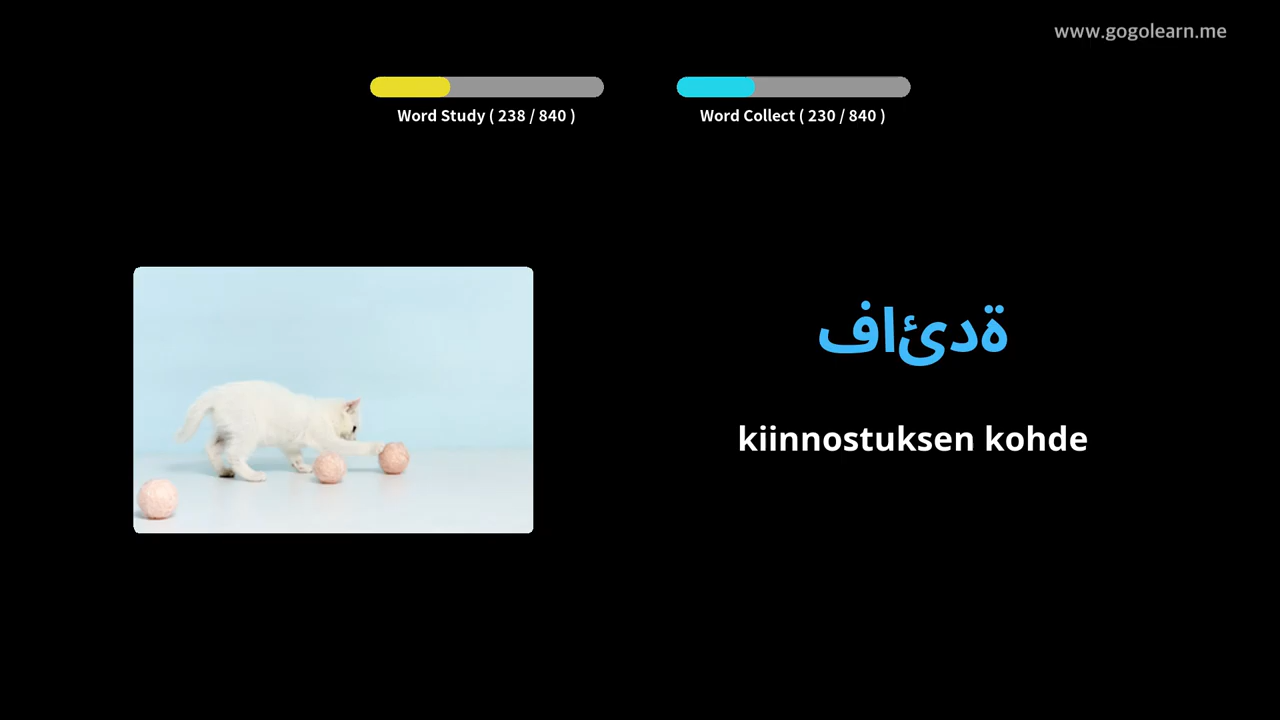 www.gogolearn.me
Word Study ( 238 / 840 )
Word Collect ( 230 / 840 )
فائدة
kiinnostuksen kohde